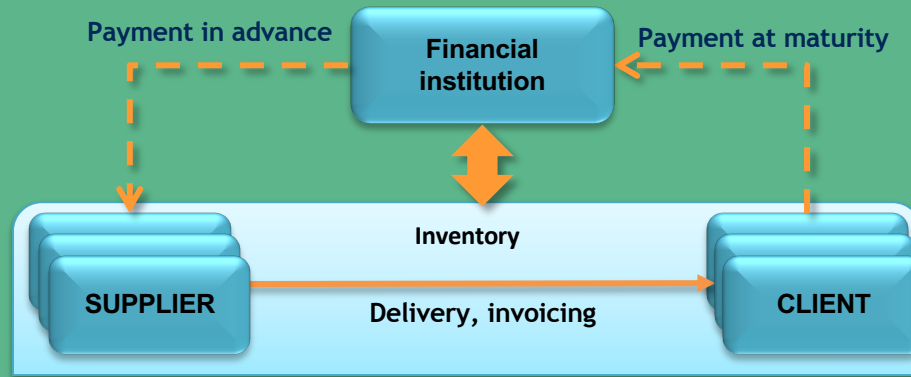 Payment in advance
Financial
institution
Payment at maturity
Inventory
SUPPLIER
Delivery, invoicing
CLIENT